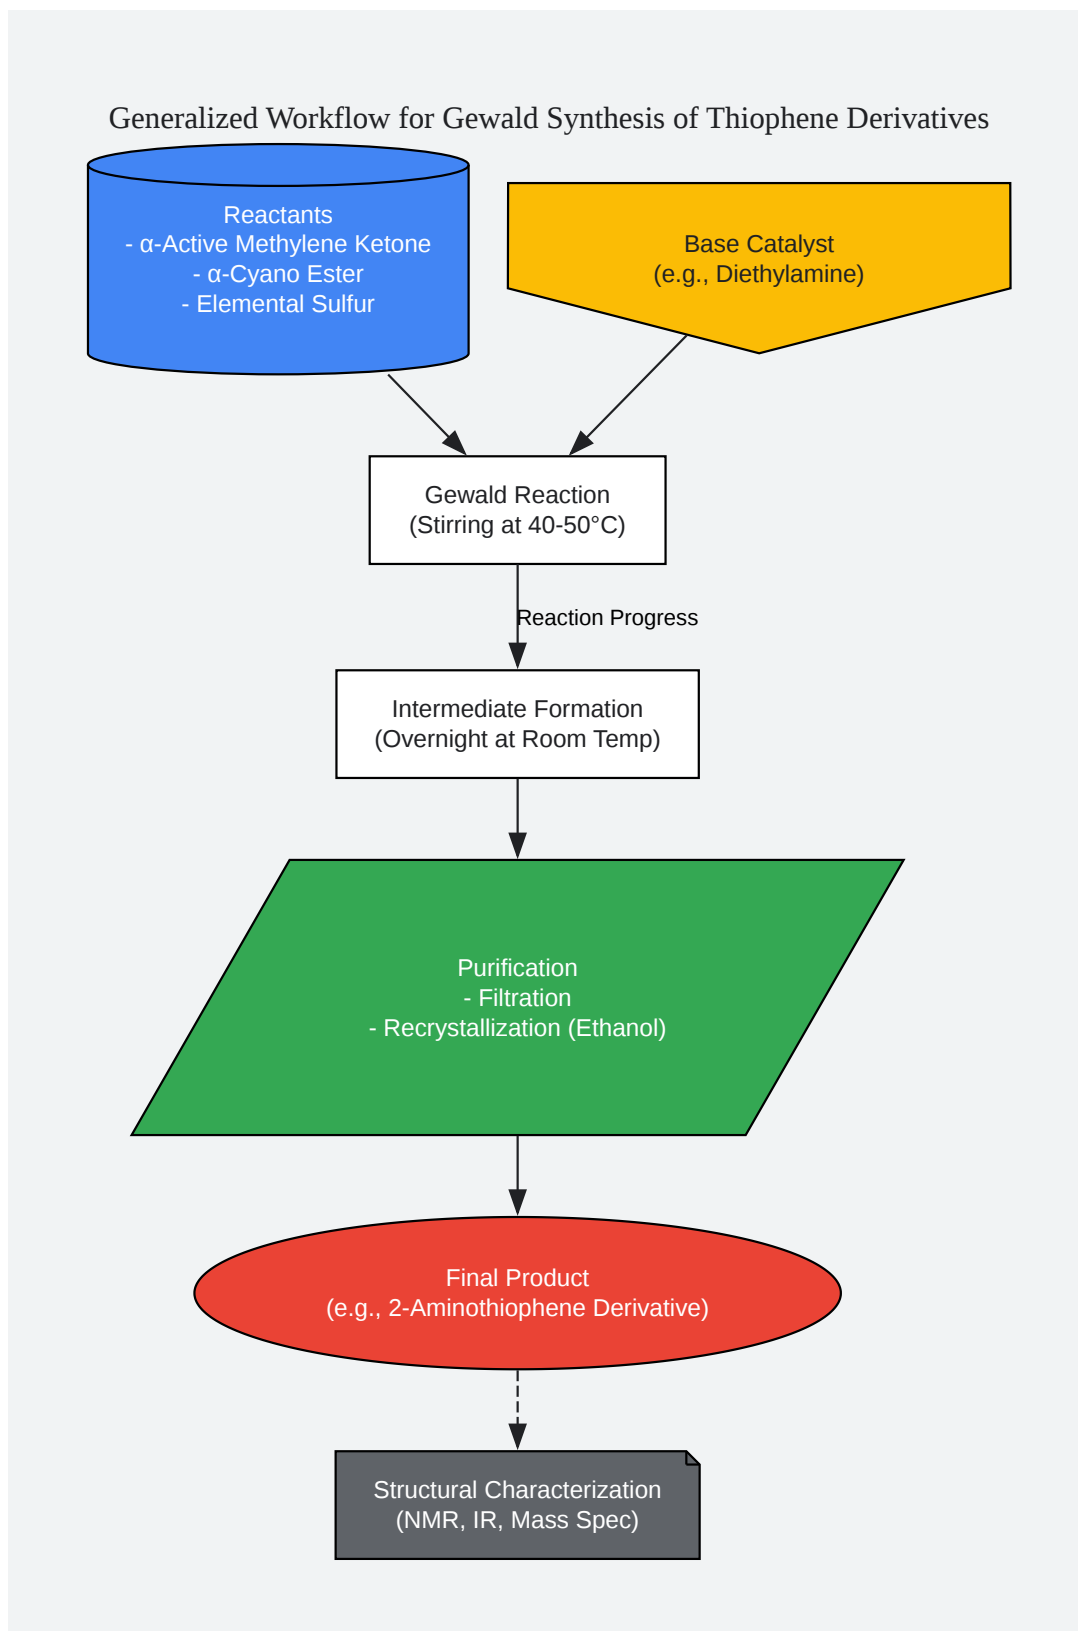 Generalized Workflow for Gewald Synthesis of Thiophene Derivatives
Reactants
- α-Active Methylene Ketone
- α-Cyano Ester
- Elemental Sulfur
Base Catalyst
(e.g., Diethylamine)
Gewald Reaction
(Stirring at 40-50°C)
Reaction Progress
Intermediate Formation
(Overnight at Room Temp)
Purification
- Filtration
- Recrystallization (Ethanol)
Final Product
(e.g., 2-Aminothiophene Derivative)
Structural Characterization
(NMR, IR, Mass Spec)